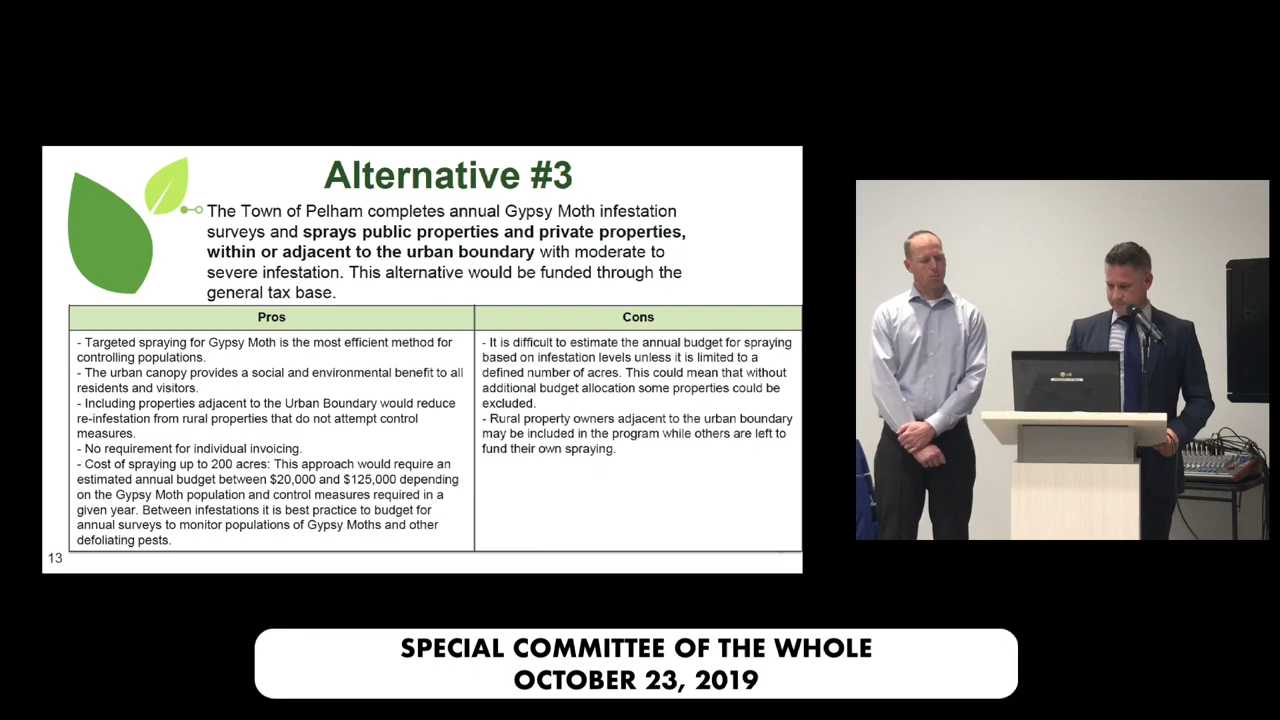 Alternative #3
The Town of Pelham completes annual Gypsy Moth infestation
surveys and sprays public properties and private properties,
within or adjacent to the urban boundary with moderate to
severe infestation. This alternative would be funded through the
general tax base.
Pros
- Targeted spraying for Gypsy Moth is the most efficient method for
controlling populations.
- The urban canopy provides a social and environmental benefit to all
residents and visitors.
- Including properties adjacent to the Urban Boundary would reduce
re-infestation from rural properties that do not attempt control
measures.
- No requirement for individual invoicing.
- Cost of spraying up to 200 acres: This approach would require an
estimated annual budget between $20,000 and $125,000 depending
on the Gypsy Moth population and control measures required in a
given year. Between infestations it is best practice to budget for
annual surveys to monitor populations of Gypsy Moths and other
defoliating pests.
Cons
- It is difficult to estimate the annual budget for spraying
based on infestation levels unless it is limited to a
defined number of acres. This could mean that without
additional budget allocation some properties could be
excluded.
- Rural property owners adjacent to the urban boundary
may be included in the program while others are left to
fund their own spraying.
13
LG
SPECIAL COMMITTEE OF THE WHOLE
OCTOBER 23, 2019